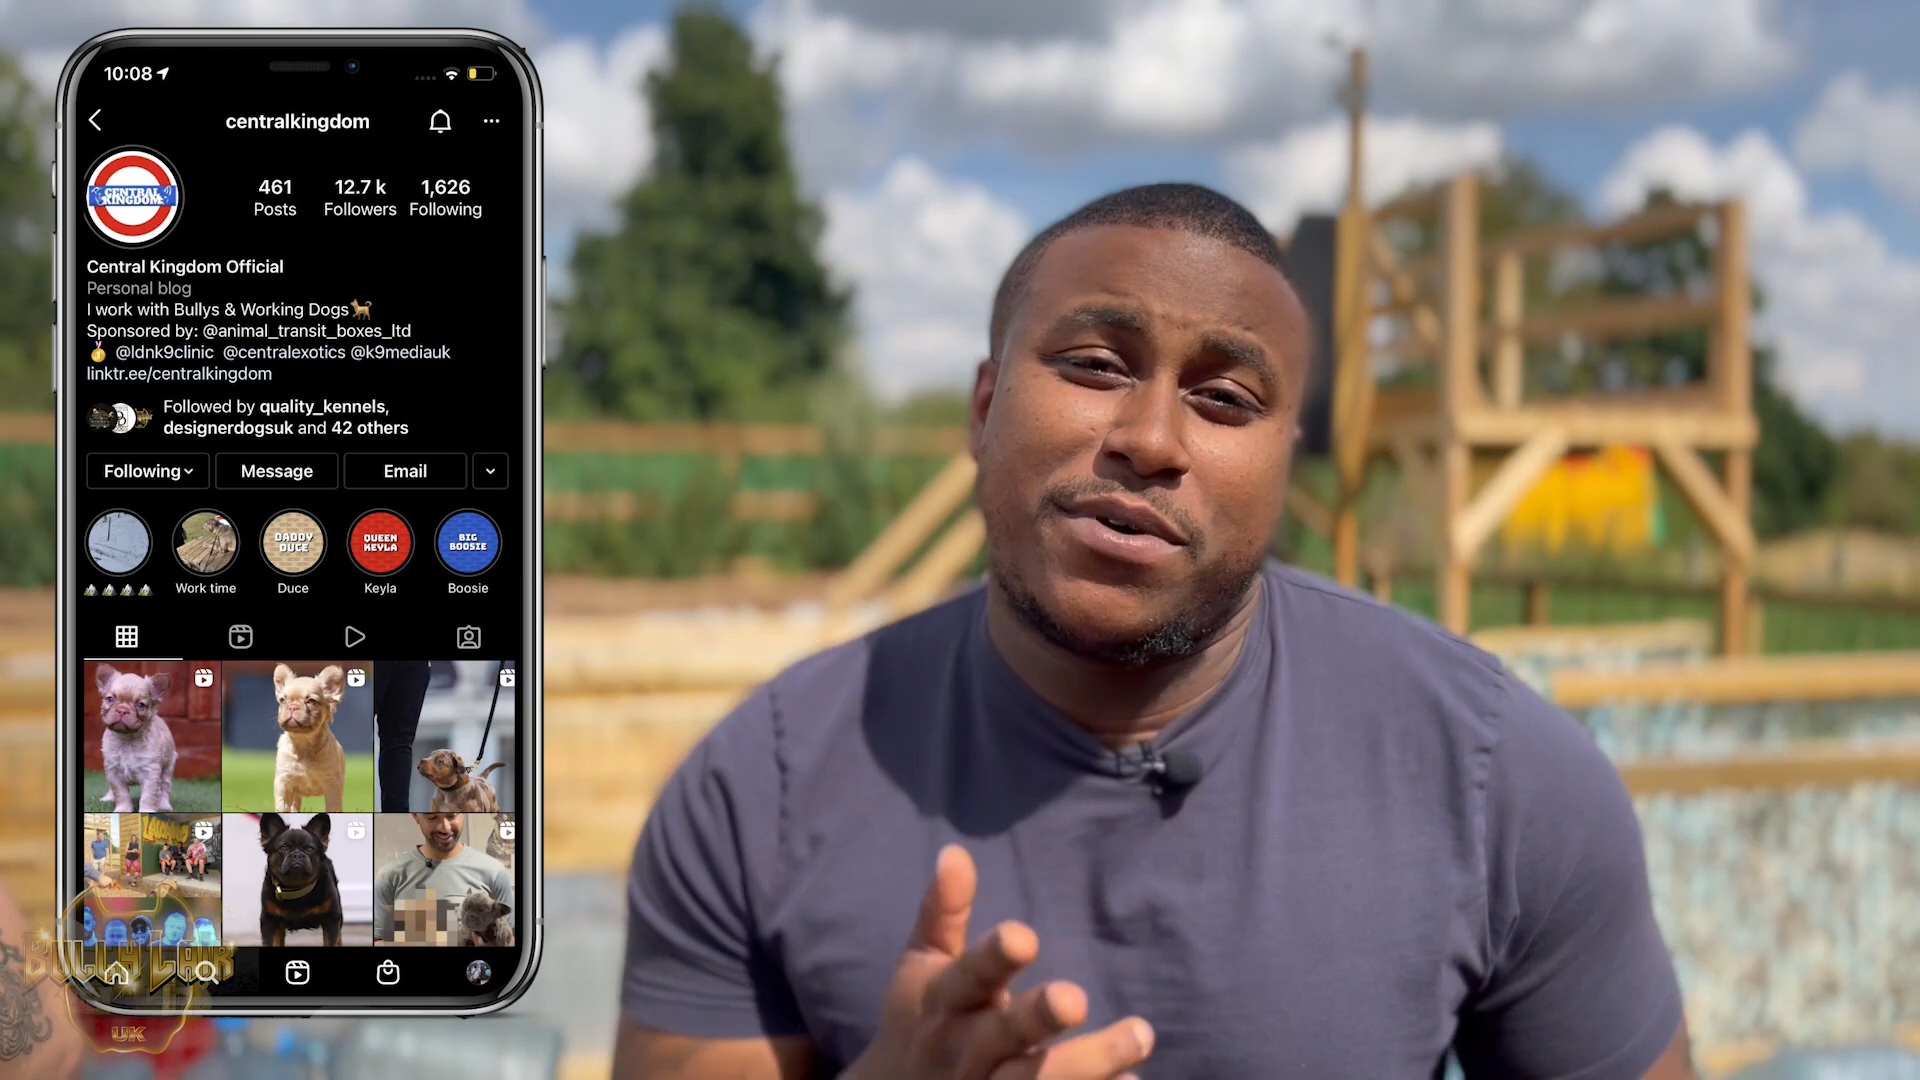 10:08
centralkingdom
CENTRAL
KINGDOM
461
Posts
12.7 k
Followers
1,626
Following
Central Kingdom Official
Personal blog
I work with Bullys & Working Dogs
Sponsored by: @animal_transit_boxes_ltd
@ldnk9clinic @centralexotics @k9mediauk
linktr.ee/centralkingdom
Followed by quality_kennels,
designerdogsuk and 42 others
Following
Message
Email
DADDY
DUCE
QUEEN
KEYLA
BIG
BOOSIE
Work time
Duce
Keyla
Boosie
BULLY LAIR
UK